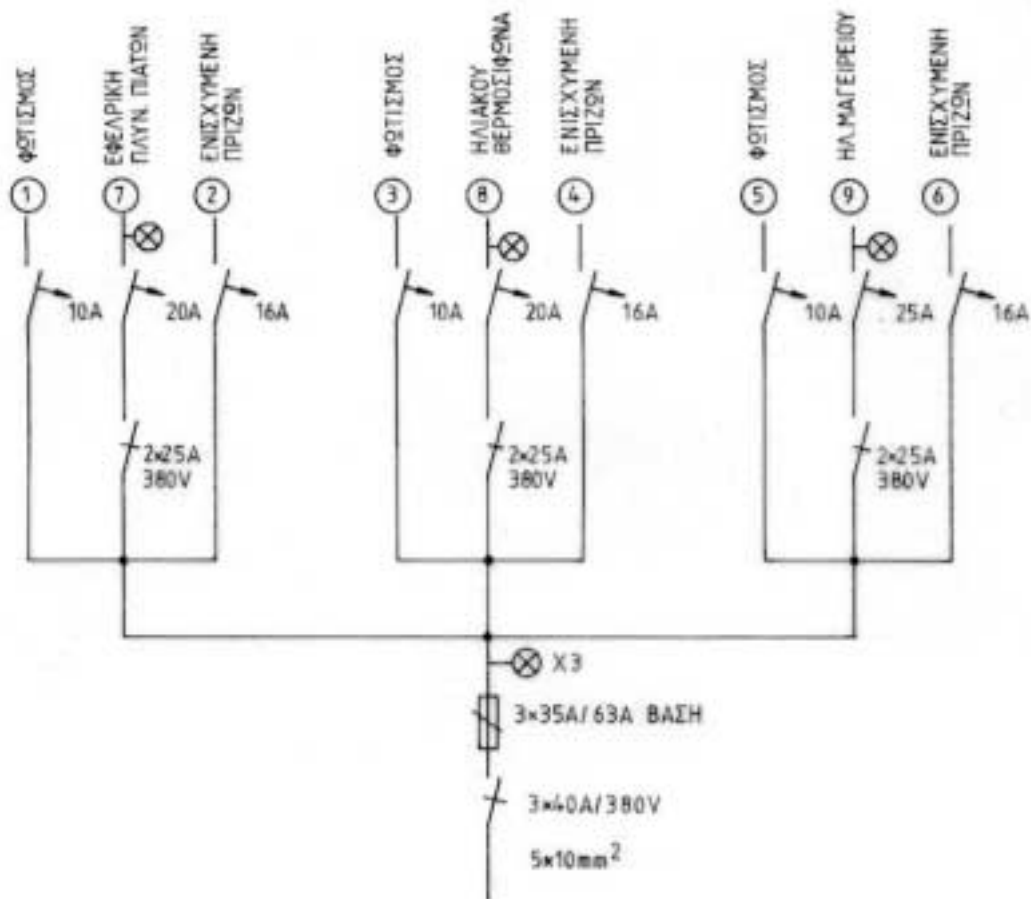 ΦΩΤΙΣΜΟΣ
ΕΦΕΔΡΙΚΗ
ΠΛΥΝ. ΠΙΑΤΩΝ
ΕΝΙΣΧΥΜΕΝΗ
ΠΡΙΖΩΝ
ΦΩΤΙΣΜΟΣ
ΗΛΙΑΚΟΥ
ΘΕΡΜΟΣΙΦΩΝΑ
ΕΝΙΣΧΥΜΕΝΗ
ΠΡΙΖΩΝ
ΦΩΤΙΣΜΟΣ
ΗΛ.ΜΑΓΕΙΡΕΙΟΥ
ΕΝΙΣΧΥΜΕΝΗ
ΠΡΙΖΩΝ
1 7 2 3 8 4 5 9 6
10A 20A 16A 10A 20A 16A 10A 25A 16A
2×25A 2×25A 2×25A
380V 380V 380V
X3
3×35A/63A ΒΑΣΗ
3×40A/380V
5×10mm²